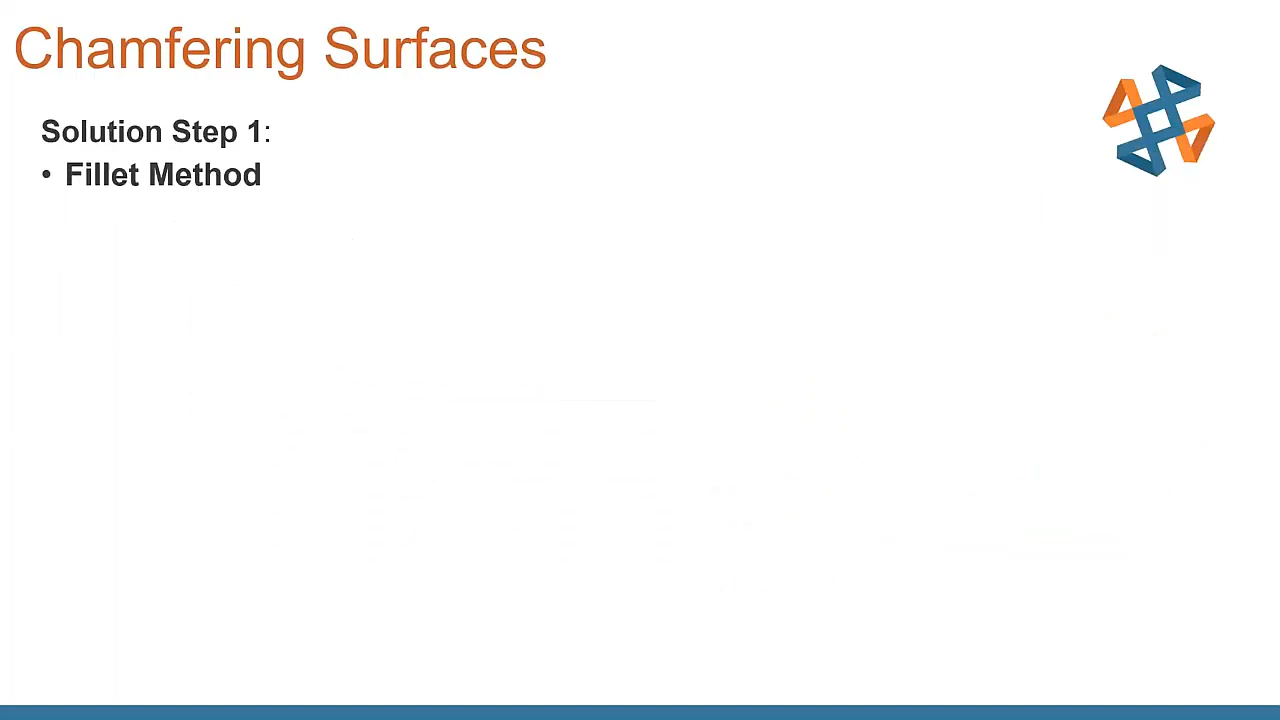 Chamfering Surfaces
Solution Step 1:
• Fillet Method